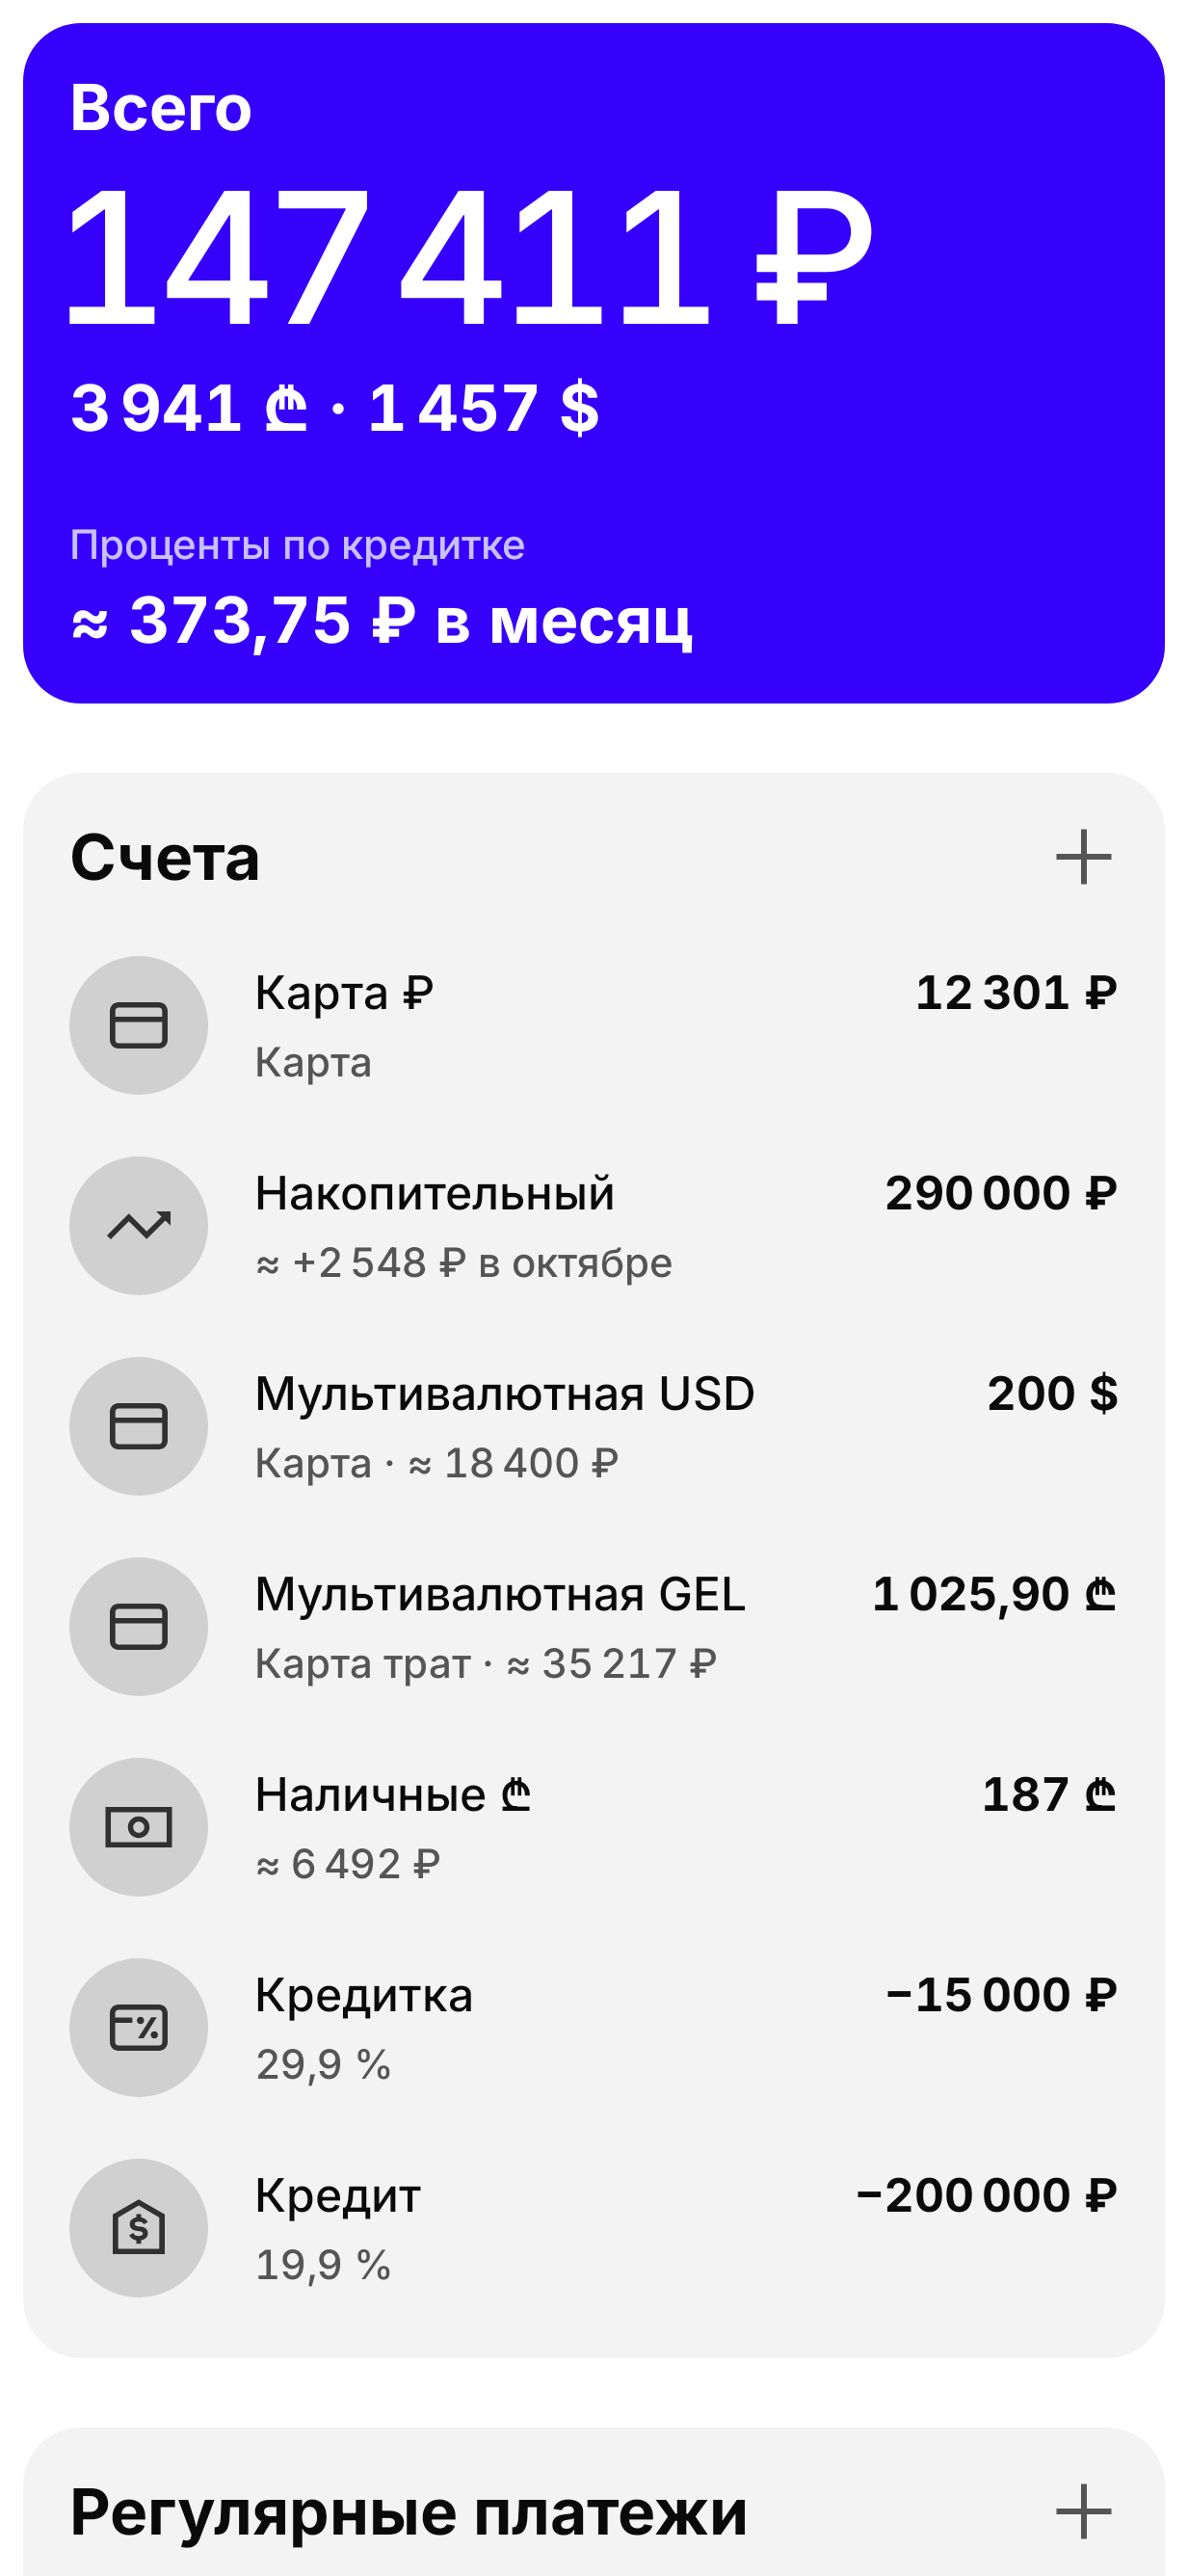 Всего
147 411 ₽
3 941 ₾ · 1 457 $
Проценты по кредитке
≈ 373,75 ₽ в месяц
Счета
Карта ₽
12 301 ₽
Карта
Накопительный
290 000 ₽
≈ +2 548 ₽ в октябре
Мультивалютная USD
200 $
Карта · ≈ 18 400 ₽
Мультивалютная GEL
1 025,90 ₾
Карта трат · ≈ 35 217 ₽
Наличные ₾
187 ₾
≈ 6 492 ₽
Кредитка
−15 000 ₽
29,9 %
Кредит
−200 000 ₽
19,9 %
Регулярные платежи